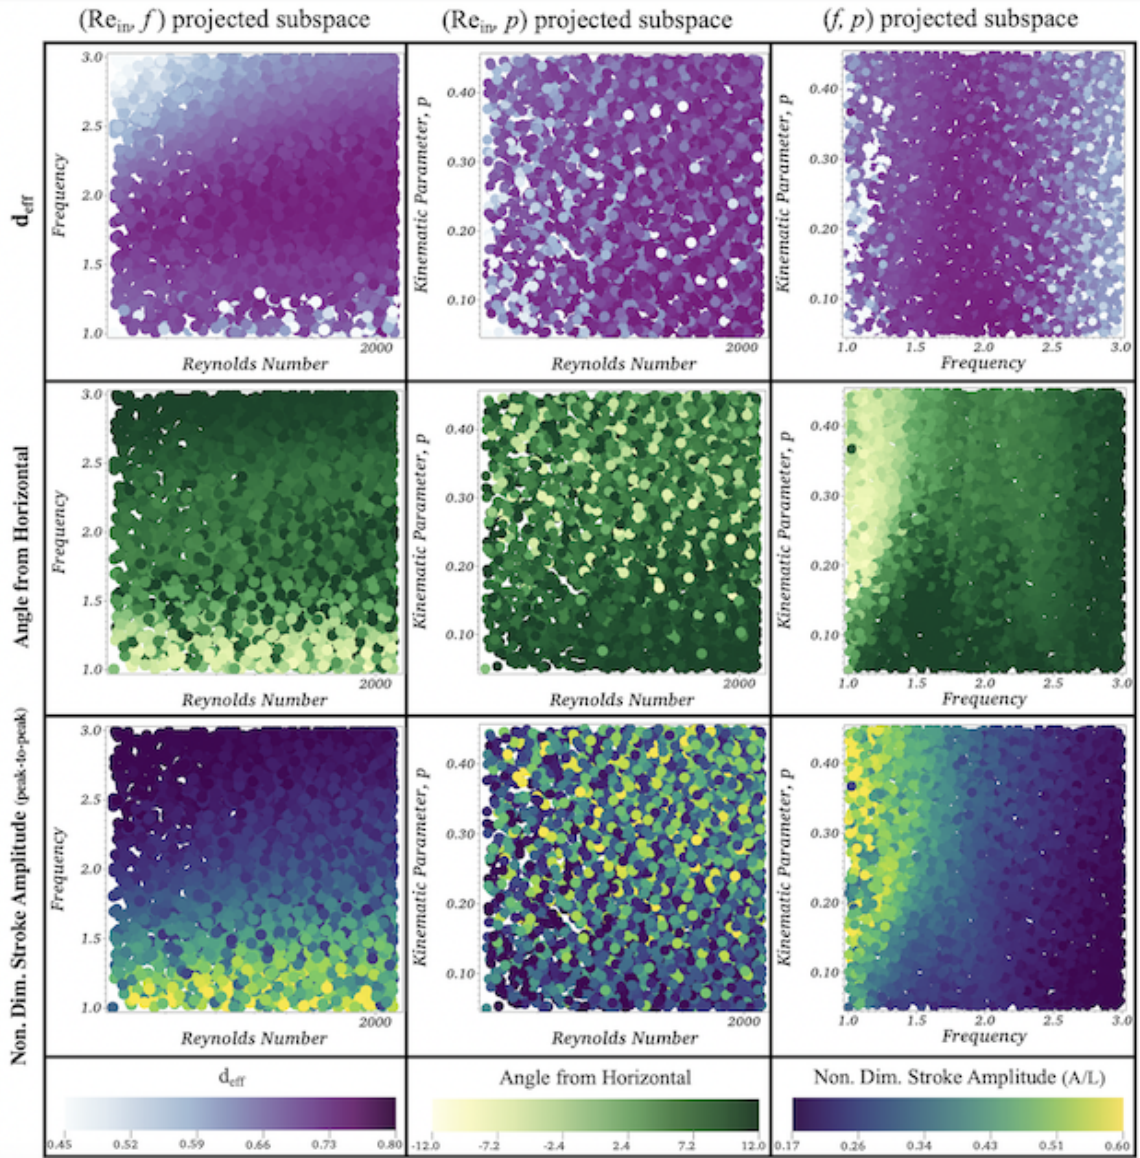 (Re_in, f) projected subspace
(Re_in, p) projected subspace
(f, p) projected subspace
d_eff
Frequency
3.0
2.5
2.0
1.5
1.0
2000
Reynolds Number
Kinematic Parameter, p
0.40
0.30
0.20
0.10
2000
Reynolds Number
Kinematic Parameter, p
0.40
0.30
0.20
0.10
1.0
1.5
2.0
2.5
3.0
Frequency
Angle from Horizontal
Frequency
3.0
2.5
2.0
1.5
1.0
2000
Reynolds Number
Kinematic Parameter, p
0.40
0.30
0.20
0.10
2000
Reynolds Number
Kinematic Parameter, p
0.40
0.30
0.20
0.10
1.0
1.5
2.0
2.5
3.0
Frequency
Non. Dim. Stroke Amplitude (peak-to-peak)
Frequency
3.0
2.5
2.0
1.5
1.0
2000
Reynolds Number
Kinematic Parameter, p
0.40
0.30
0.20
0.10
2000
Reynolds Number
Kinematic Parameter, p
0.40
0.30
0.20
0.10
1.0
1.5
2.0
2.5
3.0
Frequency
d_eff
0.45 0.52 0.59 0.66 0.73 0.80
Angle from Horizontal
-12.0 -7.2 -2.4 2.4 7.2 12.0
Non. Dim. Stroke Amplitude (A/L)
0.17 0.26 0.34 0.43 0.51 0.60